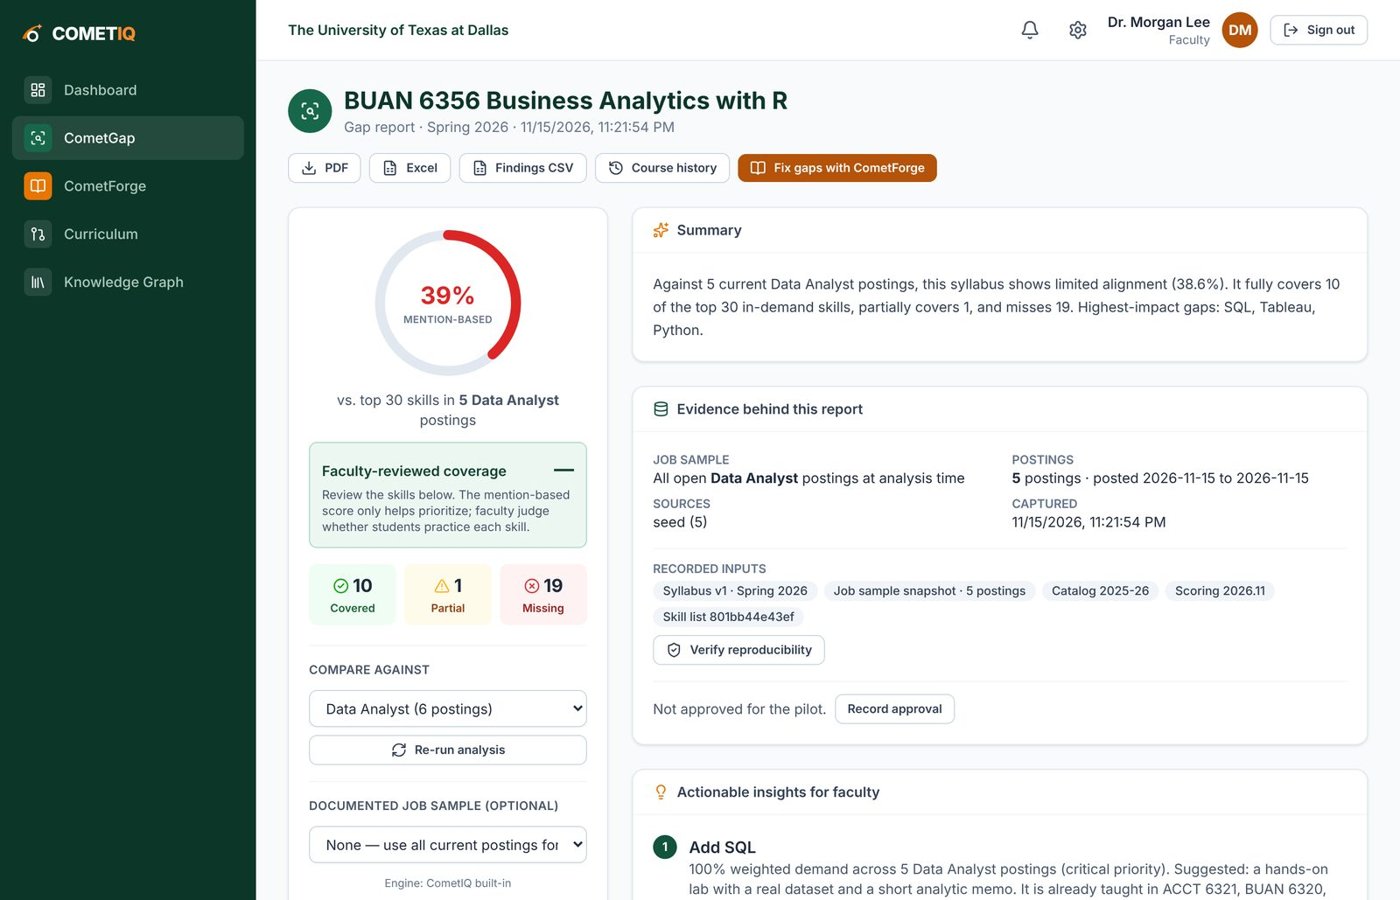 COMETIQ
Dashboard
CometGap
CometForge
Curriculum
Knowledge Graph
The University of Texas at Dallas
Dr. Morgan Lee
Faculty
DM
Sign out
BUAN 6356 Business Analytics with R
Gap report · Spring 2026 · 11/15/2026, 11:21:54 PM
PDF
Excel
Findings CSV
Course history
Fix gaps with CometForge
39%
MENTION-BASED
vs. top 30 skills in 5 Data Analyst
postings
Faculty-reviewed coverage —
Review the skills below. The mention-based
score only helps prioritize; faculty judge
whether students practice each skill.
10
Covered
1
Partial
19
Missing
COMPARE AGAINST
Data Analyst (6 postings)
Re-run analysis
DOCUMENTED JOB SAMPLE (OPTIONAL)
None — use all current postings for
Engine: CometIQ built-in
Summary
Against 5 current Data Analyst postings, this syllabus shows limited alignment (38.6%). It fully covers 10
of the top 30 in-demand skills, partially covers 1, and misses 19. Highest-impact gaps: SQL, Tableau,
Python.
Evidence behind this report
JOB SAMPLE
All open Data Analyst postings at analysis time
POSTINGS
5 postings · posted 2026-11-15 to 2026-11-15
SOURCES
seed (5)
CAPTURED
11/15/2026, 11:21:54 PM
RECORDED INPUTS
Syllabus v1 · Spring 2026
Job sample snapshot · 5 postings
Catalog 2025-26
Scoring 2026.11
Skill list 801bb44e43ef
Verify reproducibility
Not approved for the pilot.
Record approval
Actionable insights for faculty
1
Add SQL
100% weighted demand across 5 Data Analyst postings (critical priority). Suggested: a hands-on
lab with a real dataset and a short analytic memo. It is already taught in ACCT 6321, BUAN 6320,